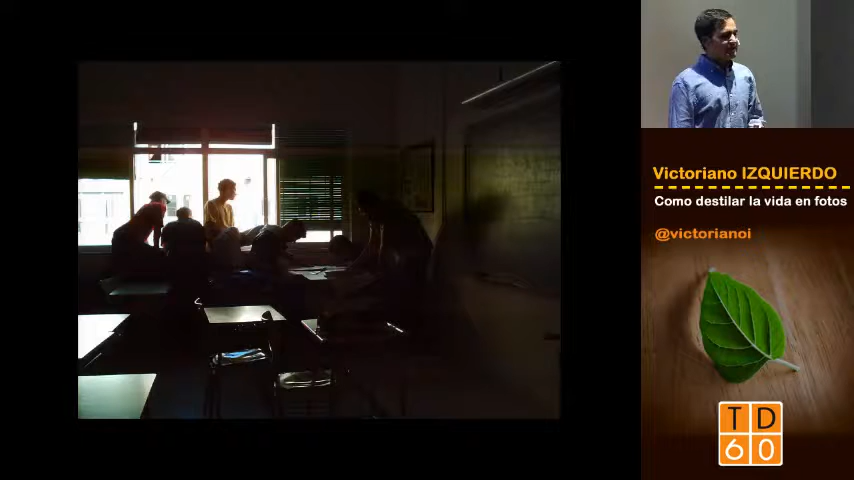 Victoriano IZQUIERDO
Como destilar la vida en fotos
@victorianoi
TD
60